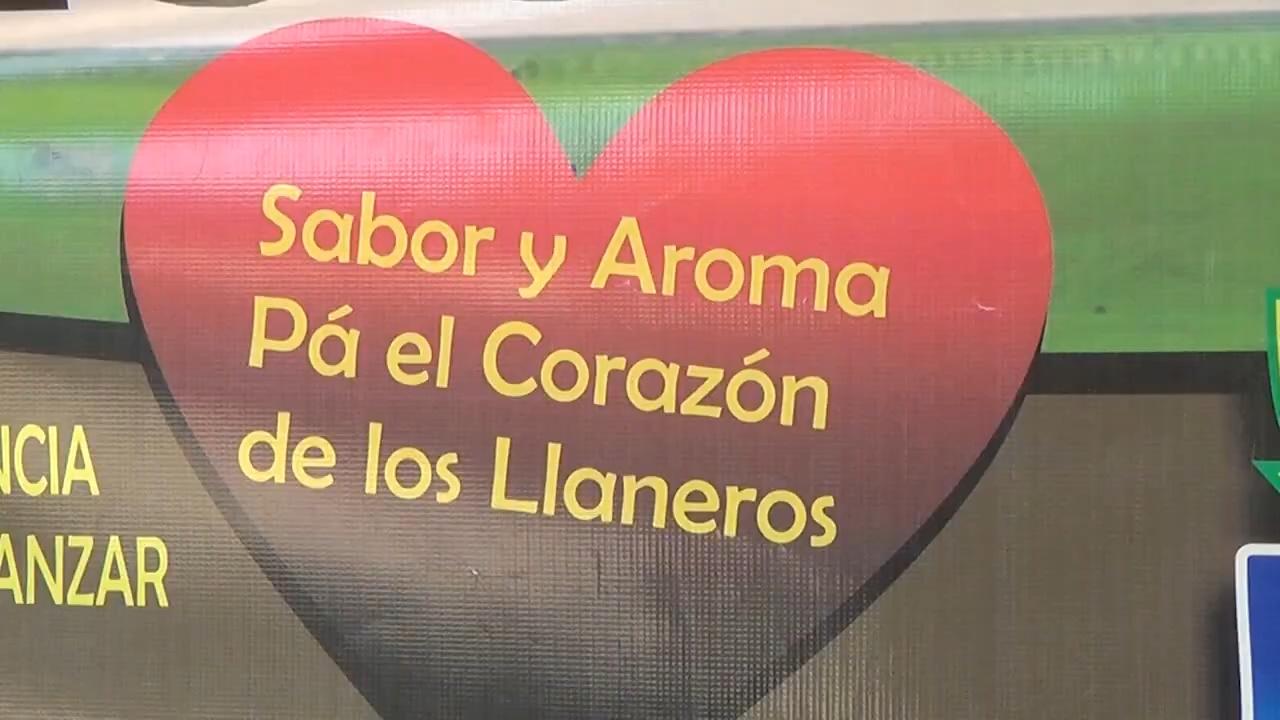 Sabor y Aroma
Pá el Corazón
de los Llaneros
NCIA
ANZAR